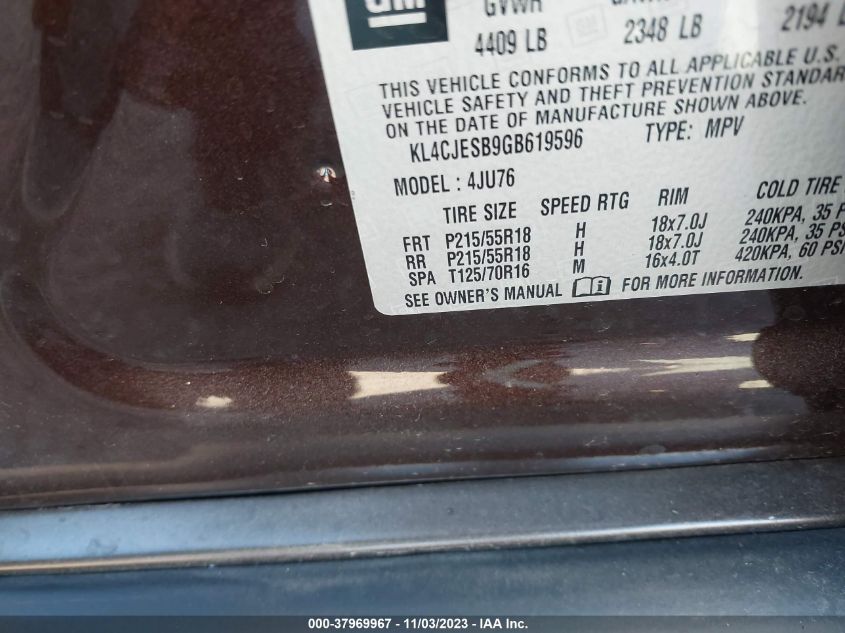 GM GVWR
4409 LB 2348 LB 2194
THIS VEHICLE CONFORMS TO ALL APPLICABLE U.S.
VEHICLE SAFETY AND THEFT PREVENTION STANDAR
ON THE DATE OF MANUFACTURE SHOWN ABOVE.
KL4CJESB9GB619596 TYPE: MPV
MODEL : 4JU76
TIRE SIZE SPEED RTG RIM COLD TIRE
FRT P215/55R18 H 18x7.0J 240KPA, 35 P
RR P215/55R18 H 18x7.0J 240KPA, 35 PS
SPA T125/70R16 M 16x4.0T 420KPA, 60 PSI
SEE OWNER'S MANUAL FOR MORE INFORMATION.
000-37969967 - 11/03/2023 - IAA Inc.